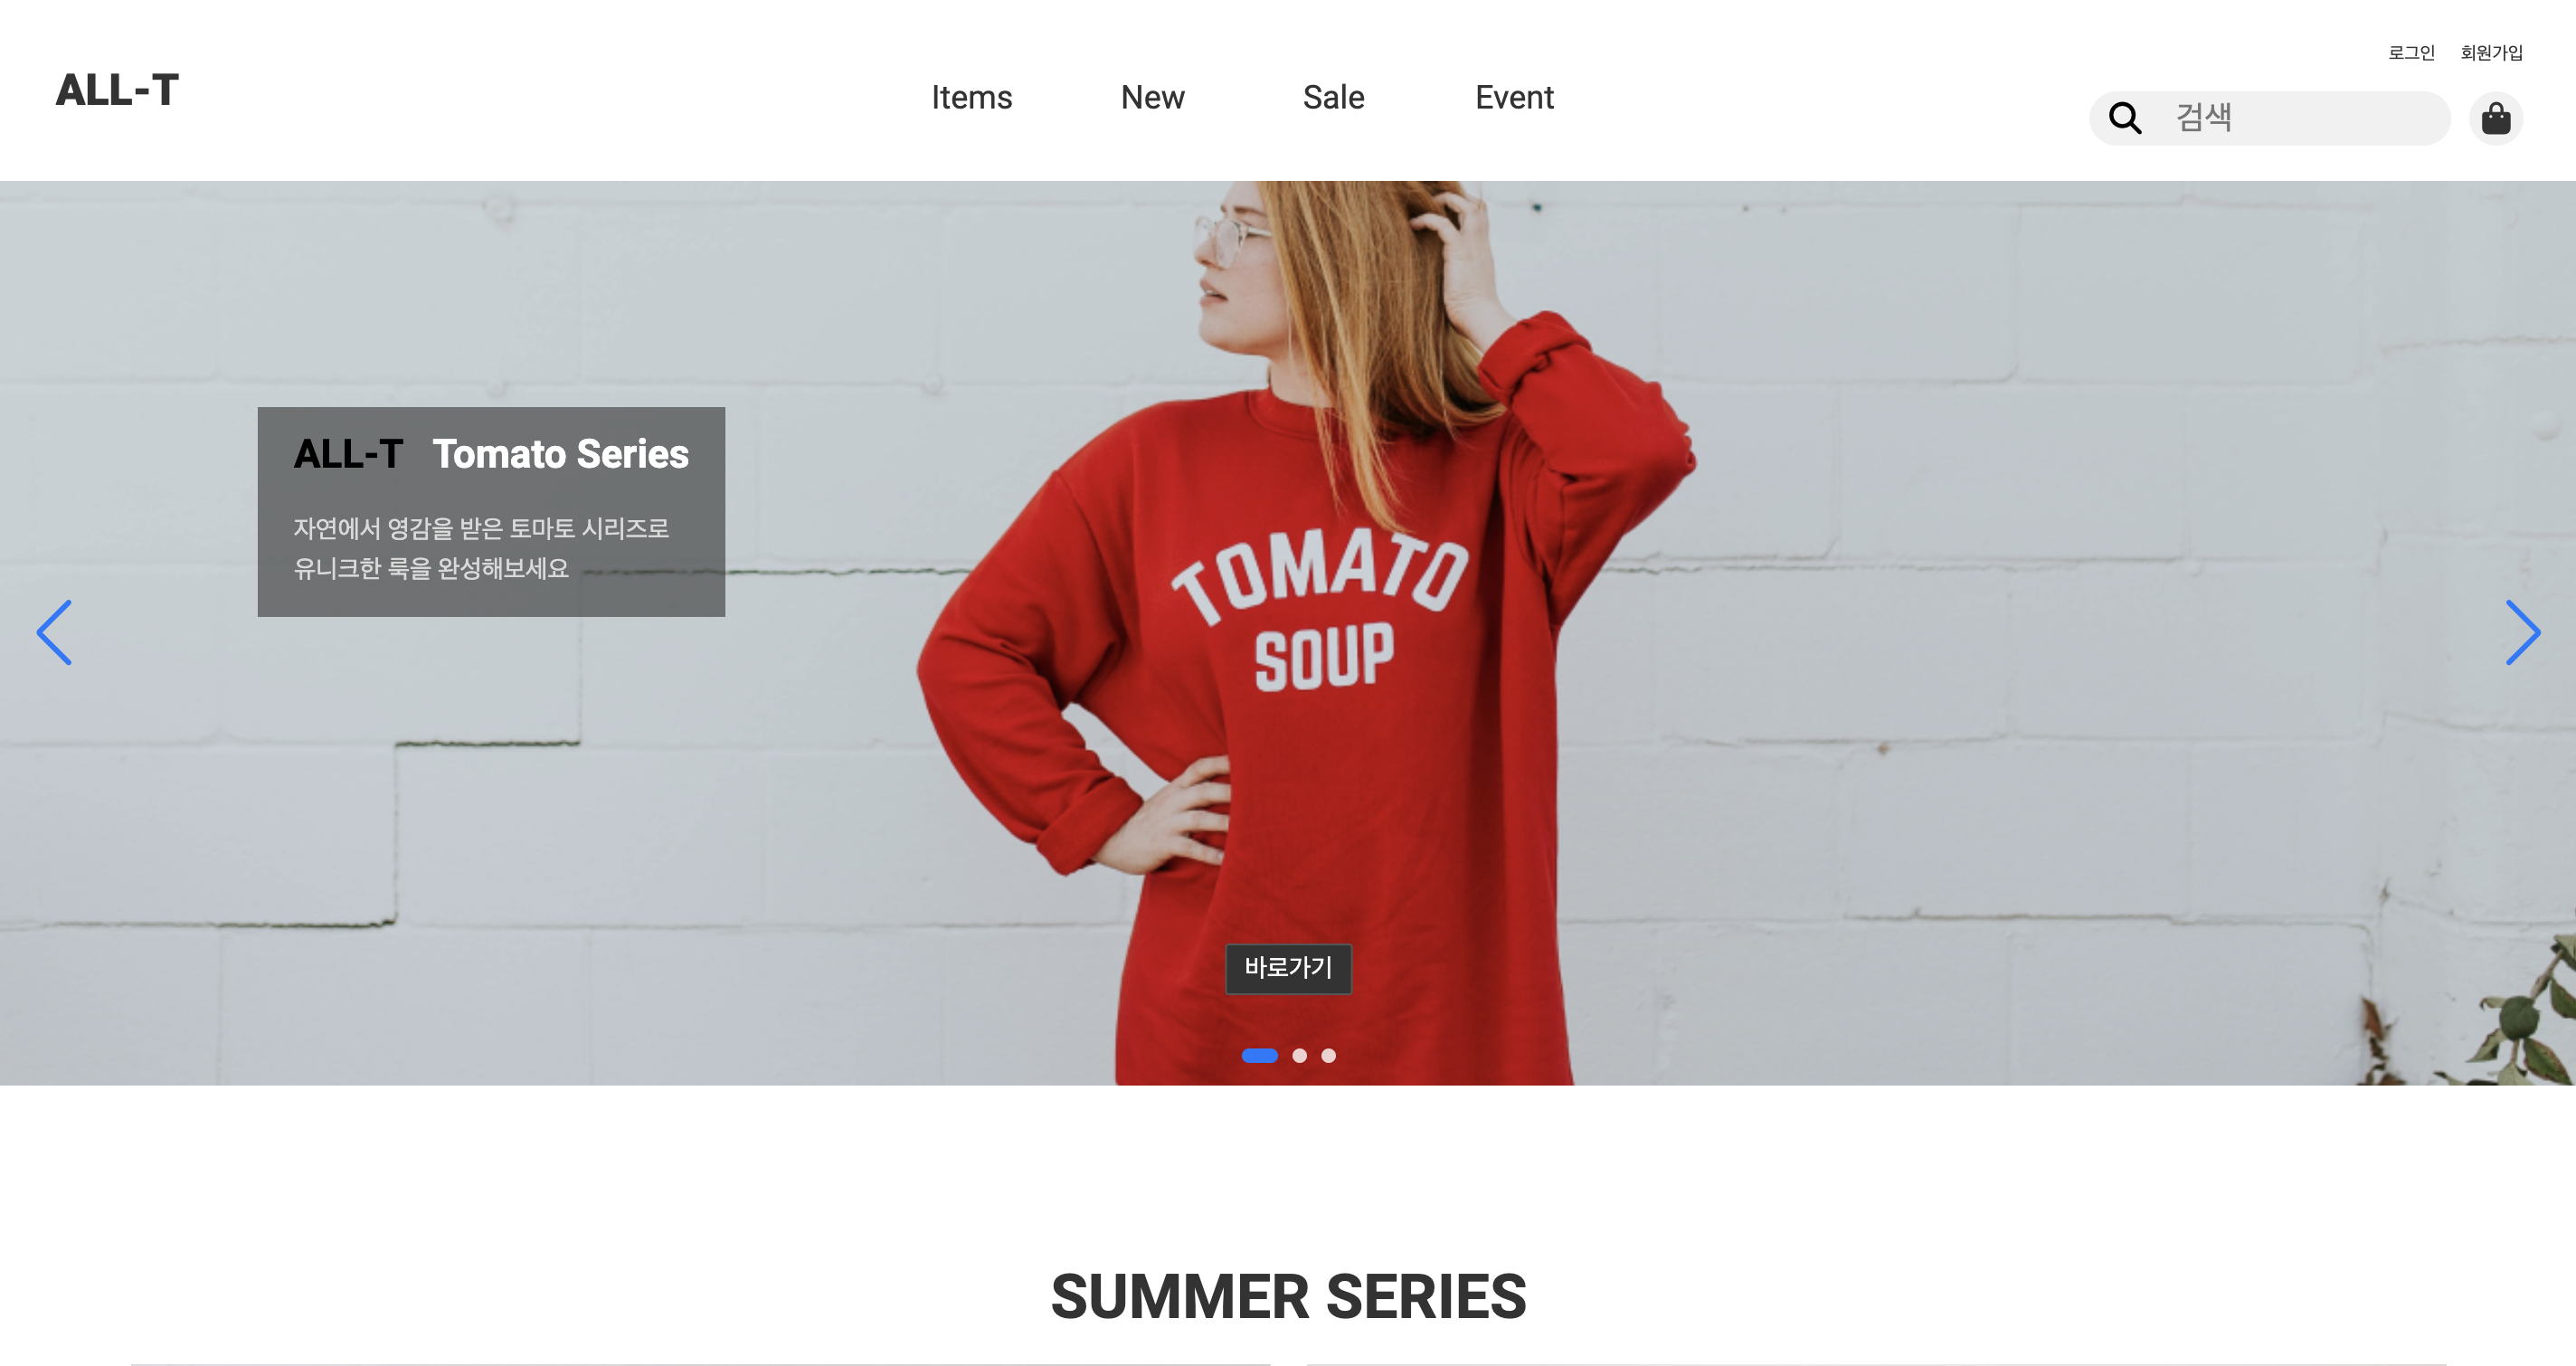 로그인 회원가입
ALL-T
Items New Sale Event
검색
ALL-T Tomato Series
자연에서 영감을 받은 토마토 시리즈로
유니크한 룩을 완성해보세요
TOMATO
SOUP
바로가기
SUMMER SERIES